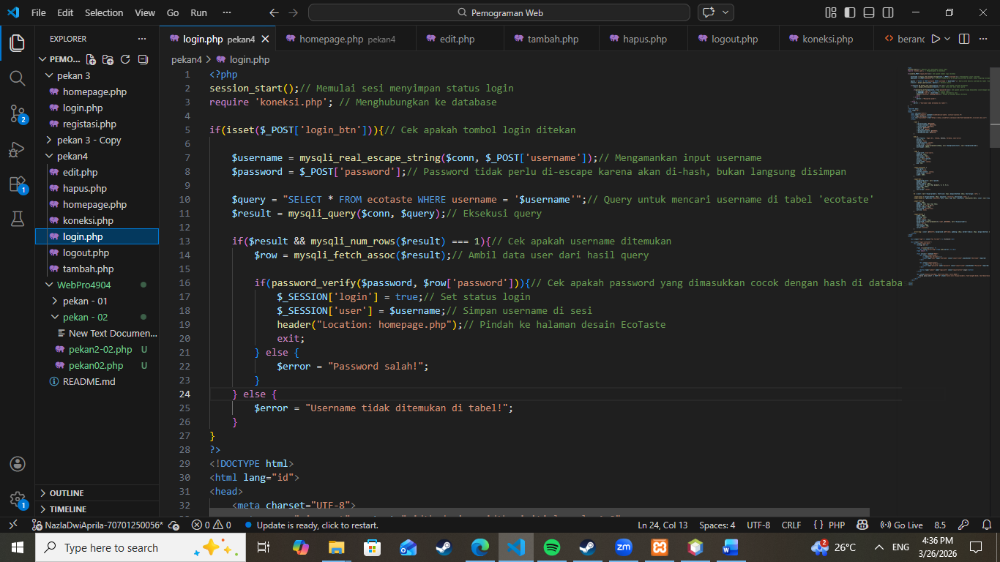 File Edit Selection View Go Run ··· Pemograman Web
EXPLORER ···
PEMO...
pekan 3
homepage.php
login.php
registasi.php
pekan 3 - Copy
pekan4
edit.php
hapus.php
homepage.php
koneksi.php
login.php
logout.php
tambah.php
WebPro4904
pekan - 01
pekan - 02
New Text Documen...
pekan2-02.php U
pekan02.php U
README.md
OUTLINE
TIMELINE
2
1
1
login.php pekan4 homepage.php pekan4 edit.php tambah.php hapus.php logout.php koneksi.php beranc ···
pekan4 > login.php
1 <?php
2 session_start();// Memulai sesi menyimpan status login
3 require 'koneksi.php'; // Menghubungkan ke database
4
5 if(isset($_POST['login_btn'])){// Cek apakah tombol login ditekan
6
7 $username = mysqli_real_escape_string($conn, $_POST['username']);// Mengamankan input username
8 $password = $_POST['password'];// Password tidak perlu di-escape karena akan di-hash, bukan langsung disimpan
9
10 $query = "SELECT * FROM ecotaste WHERE username = '$username'";// Query untuk mencari username di tabel 'ecotaste'
11 $result = mysqli_query($conn, $query);// Eksekusi query
12
13 if($result && mysqli_num_rows($result) === 1){// Cek apakah username ditemukan
14 $row = mysqli_fetch_assoc($result);// Ambil data user dari hasil query
15
16 if(password_verify($password, $row['password'])){// Cek apakah password yang dimasukkan cocok dengan hash di databa
17 $_SESSION['login'] = true;// Set status login
18 $_SESSION['user'] = $username;// Simpan username di sesi
19 header("Location: homepage.php");// Pindah ke halaman desain EcoTaste
20 exit;
21 } else {
22 $error = "Password salah!";
23 }
24 } else {
25 $error = "Username tidak ditemukan di tabel!";
26 }
27 }
28 ?>
29 <!DOCTYPE html>
30 <html lang="id">
31 <head>
32 <meta charset="UTF-8">
NazlaDwiAprila-70701250056* 0 0 Update is ready, click to restart. Ln 24, Col 13 Spaces: 4 UTF-8 CRLF { } PHP Go Live 8.5
Type here to search zm 2 26°C ENG 4:36 PM
3/26/2026